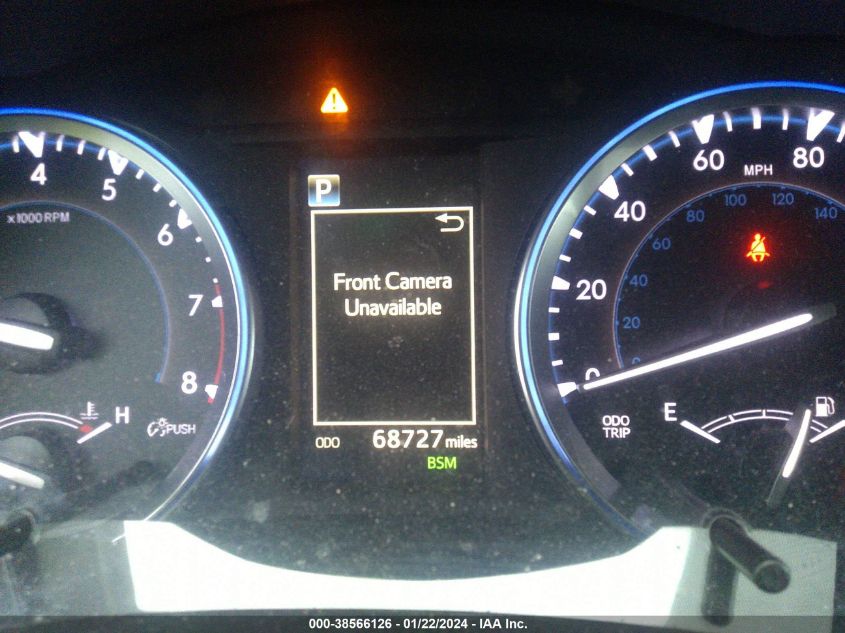 4
5
6
7
8
x1000 RPM
H
PUSH
P
Front Camera
Unavailable
ODO 68727 miles
BSM
0
20
40
60
80
MPH
20
40
60
80
100
120
140
ODO
TRIP
E
000-38566126 - 01/22/2024 - IAA Inc.